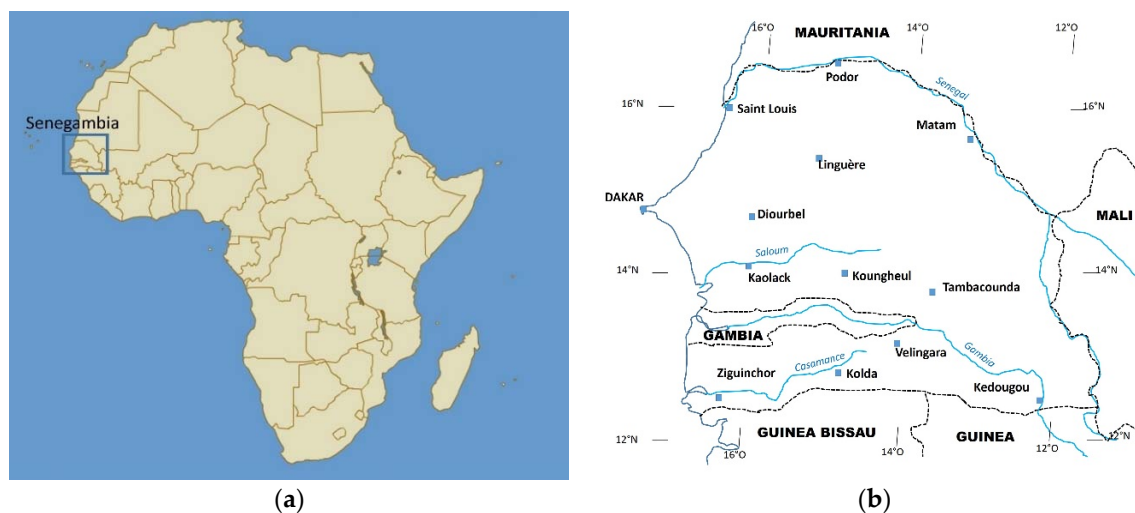 Senegambia
(a)
16°O
14°O
12°O
MAURITANIA
Podor
Senegal
16°N
Saint Louis
16°N
Matam
Linguère
DAKAR
Diourbel
MALI
Saloum
14°N
Kaolack
Koungheul
14°N
Tambacounda
GAMBIA
Velingara
Gambia
Ziguinchor
Casamance
Kolda
Kedougou
GUINEA BISSAU
GUINEA
12°N
12°N
16°O
14°O
12°O
(b)